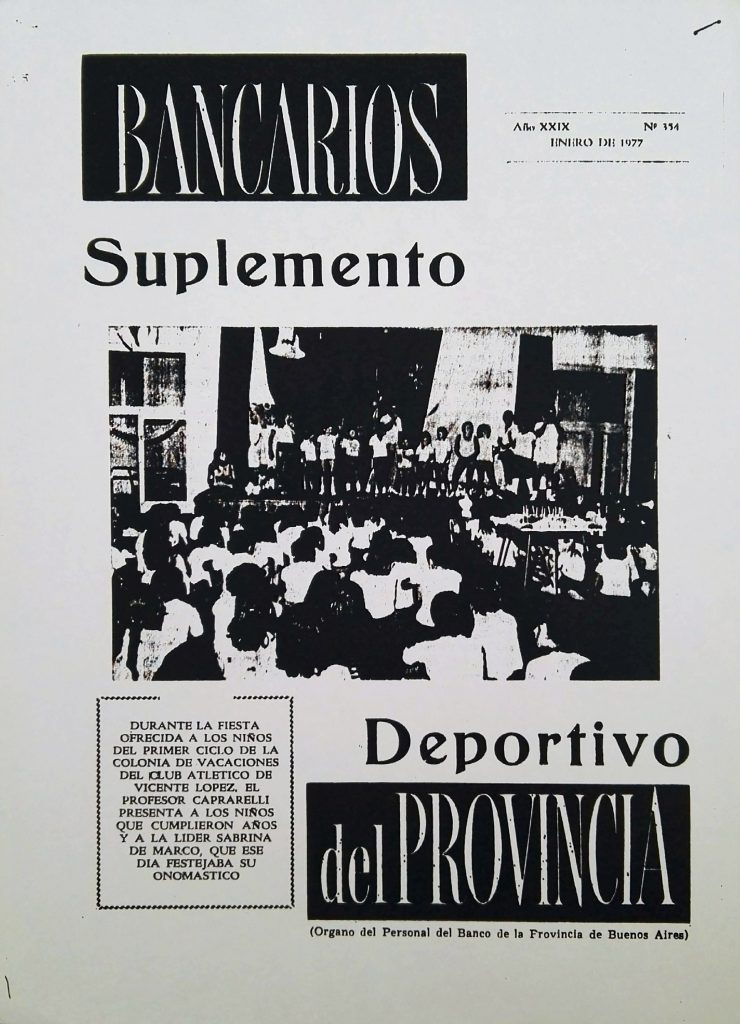 BANCARIOS
Año XXIX Nº 354
ENERO DE 1977
Suplemento
DURANTE LA FIESTA
OFRECIDA A LOS NIÑOS
DEL PRIMER CICLO DE LA
COLONIA DE VACACIONES
DEL CLUB ATLETICO DE
VICENTE LOPEZ, EL
PROFESOR CAPRARELLI
PRESENTA A LOS NIÑOS
QUE CUMPLIERON AÑOS
Y A LA LIDER SABRINA
DE MARCO, QUE ESE
DIA FESTEJABA SU
ONOMASTICO
Deportivo
del PROVINCIA
(Organo del Personal del Banco de la Provincia de Buenos Aires)